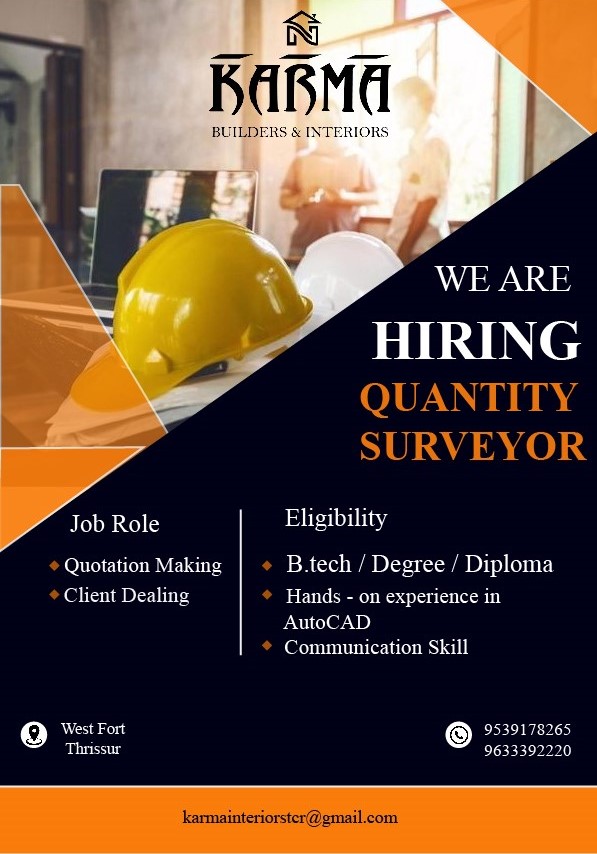 KARMA
BUILDERS & INTERIORS
WE ARE
HIRING
QUANTITY
SURVEYOR
Job Role
Quotation Making
Client Dealing
Eligibility
B.tech / Degree / Diploma
Hands - on experience in
AutoCAD
Communication Skill
West Fort
Thrissur
9539178265
9633392220
karmainteriorstcr@gmail.com